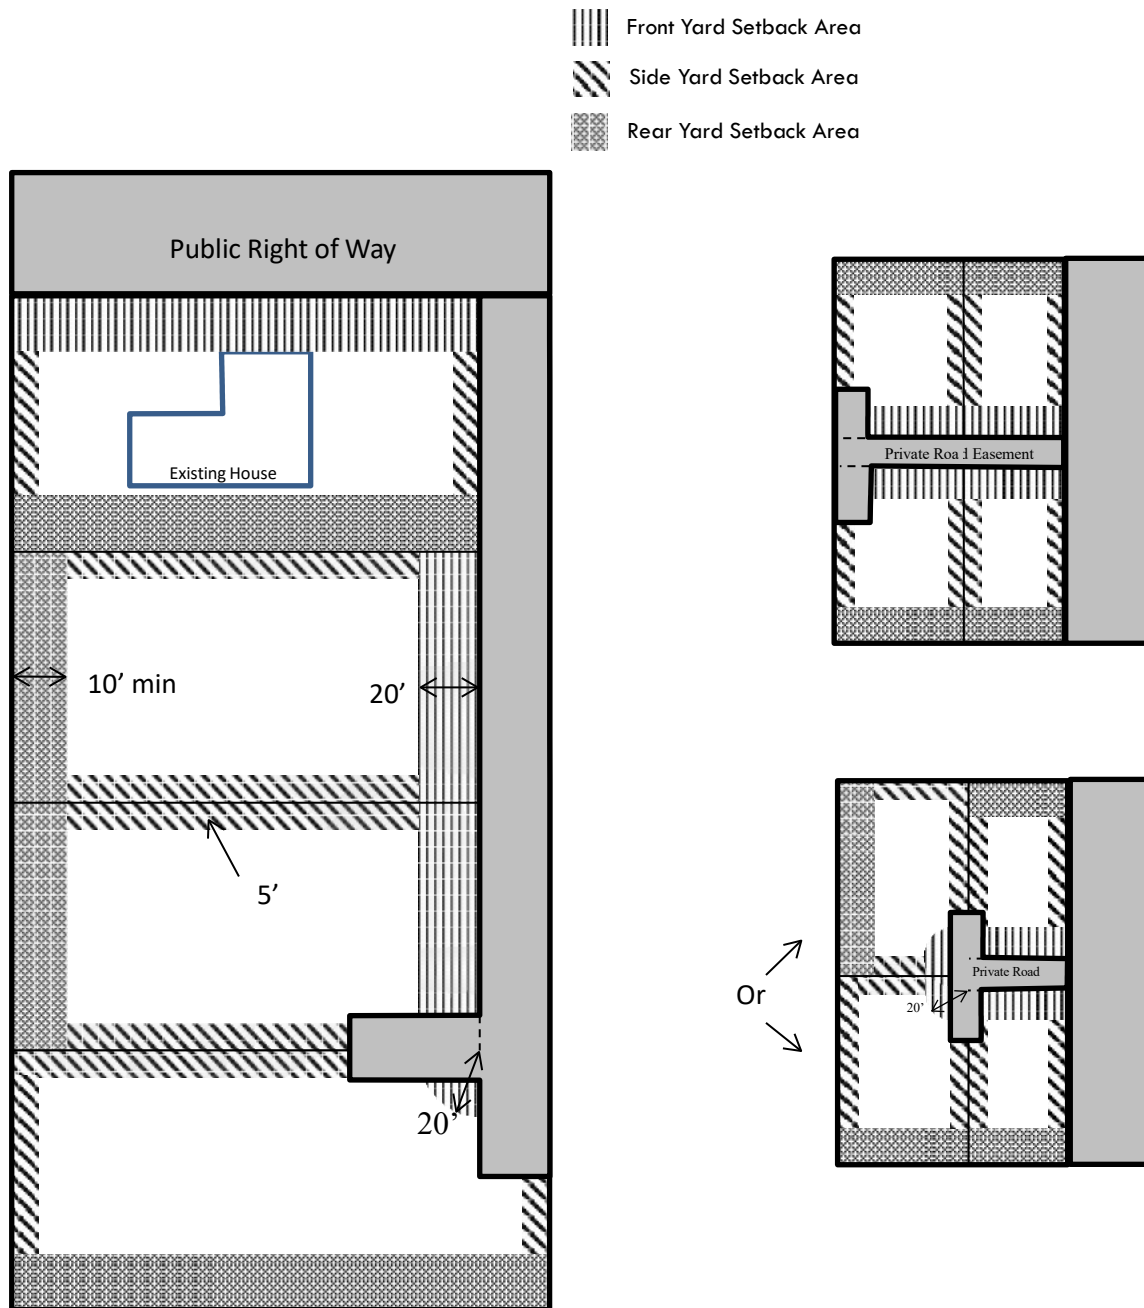 Front Yard Setback Area
Side Yard Setback Area
Rear Yard Setback Area
Public Right of Way
Existing House
10’ min
20’
5’
20’
Private Road Easement
Or
Private Road
20’